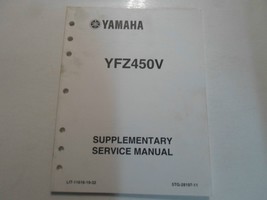 YAMAHA
YFZ450V
SUPPLEMENTARY
SERVICE MANUAL